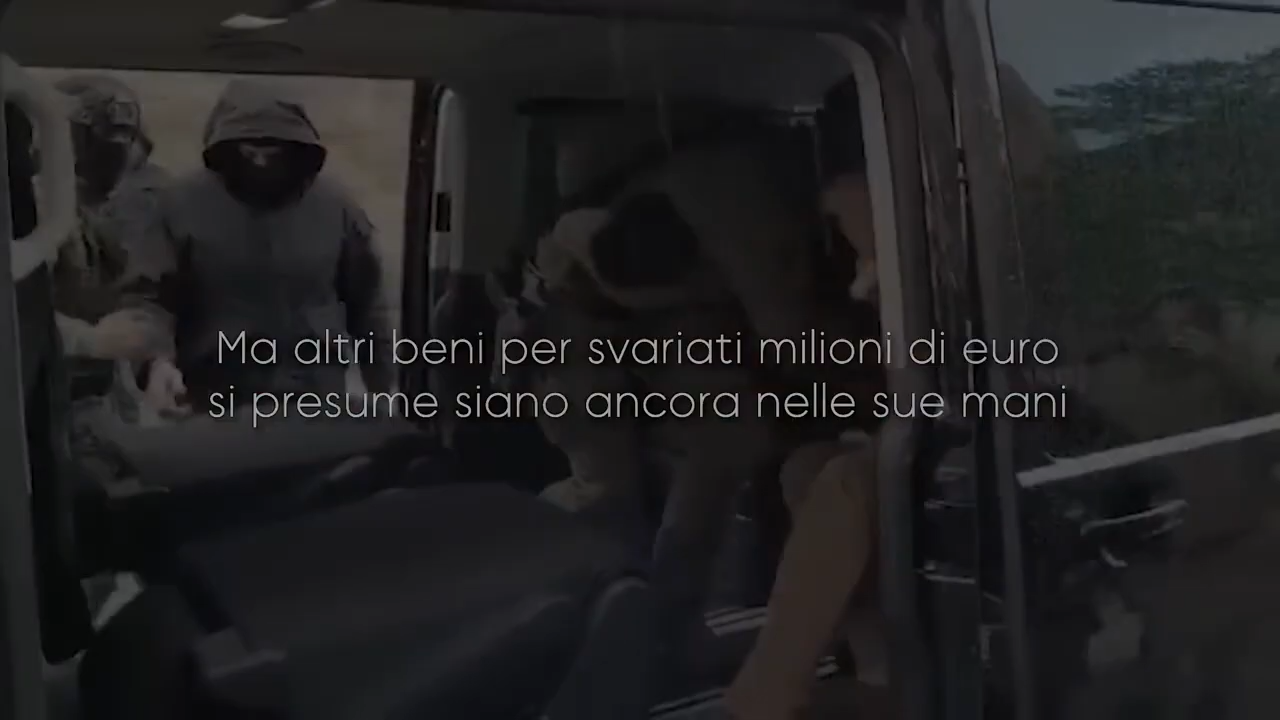 Ma altri beni per svariati milioni di euro
si presume siano ancora nelle sue mani